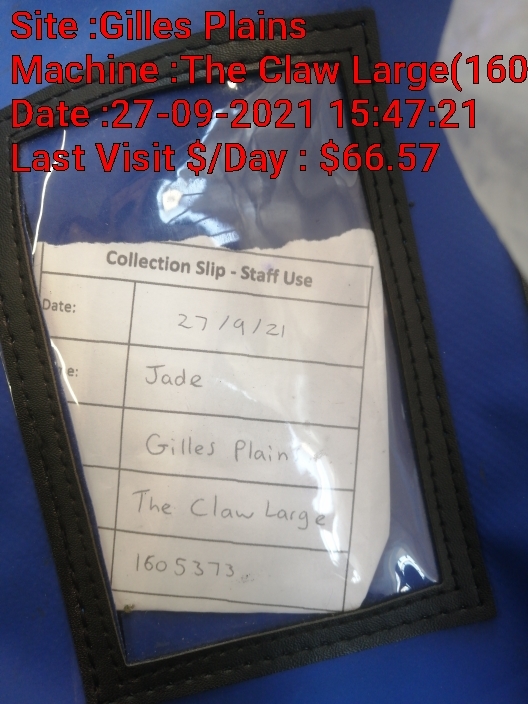 Site :Gilles Plains
Machine :The Claw Large(160
Date :27-09-2021 15:47:21
Last Visit $/Day : $66.57
Collection Slip - Staff Use
Date: 27/9/21
e: Jade
Gilles Plain
The Claw Large
1605373